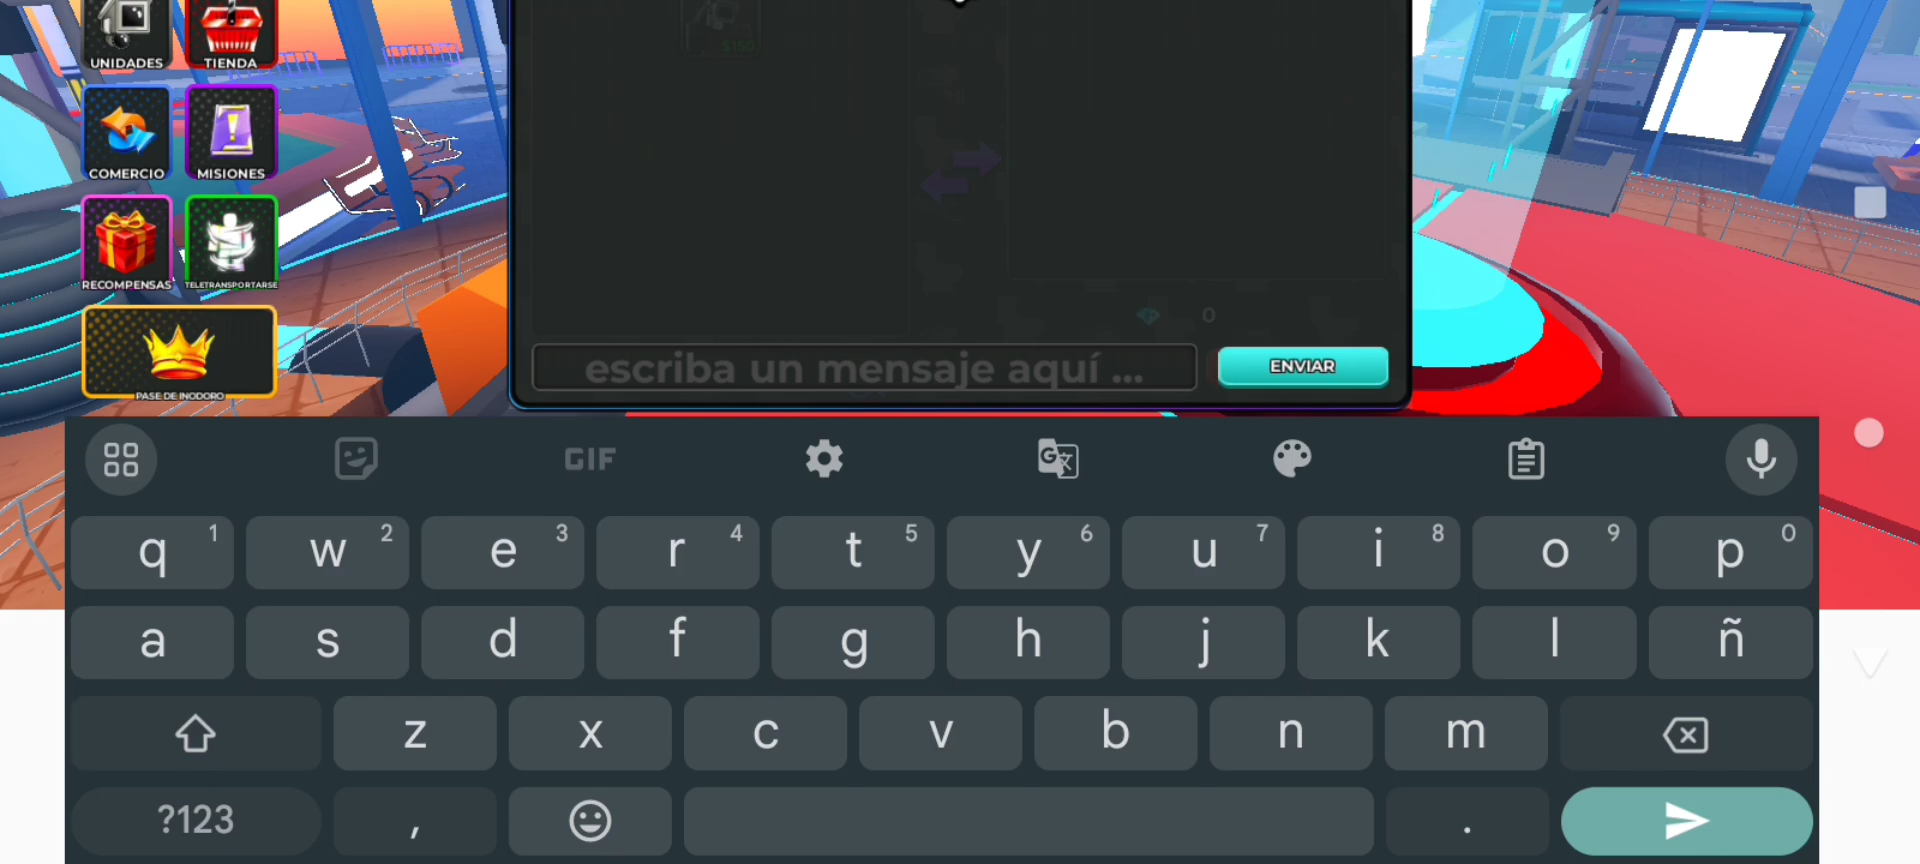 $150
UNIDADES
TIENDA
COMERCIO
MISIONES
RECOMPENSAS
TELETRANSPORTARSE
PASE DE INODORO
0
escriba un mensaje aquí ...
ENVIAR
GIF
q 1 w 2 e 3 r 4 t 5 y 6 u 7 i 8 o 9 p 0
a s d f g h j k l ñ
z x c v b n m
?123 , .